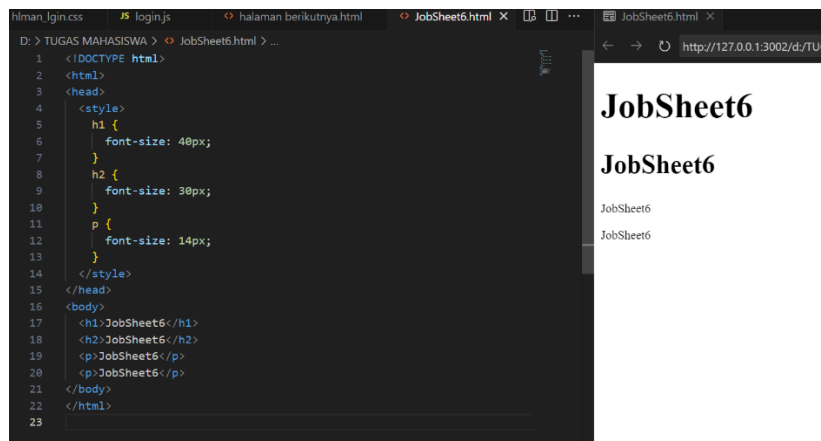 hlman_lgin.css JS login.js <> halaman berikutnya.html <> JobSheet6.html ×
D: > TUGAS MAHASISWA > <> JobSheet6.html > ...
1 <!DOCTYPE html>
2 <html>
3 <head>
4 <style>
5 h1 {
6 font-size: 40px;
7 }
8 h2 {
9 font-size: 30px;
10 }
11 p {
12 font-size: 14px;
13 }
14 </style>
15 </head>
16 <body>
17 <h1>JobSheet6</h1>
18 <h2>JobSheet6</h2>
19 <p>JobSheet6</p>
20 <p>JobSheet6</p>
21 </body>
22 </html>
23
JobSheet6.html ×
http://127.0.0.1:3002/d:/TU
JobSheet6
JobSheet6
JobSheet6
JobSheet6